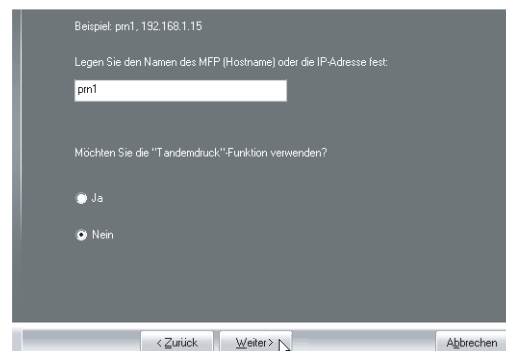 Beispiel: prn1, 192.168.1.15
Legen Sie den Namen des MFP (Hostname) oder die IP-Adresse fest:
prn1
Möchten Sie die "Tandemdruck"-Funktion verwenden?
Ja
Nein
< Zurück Weiter > Abbrechen